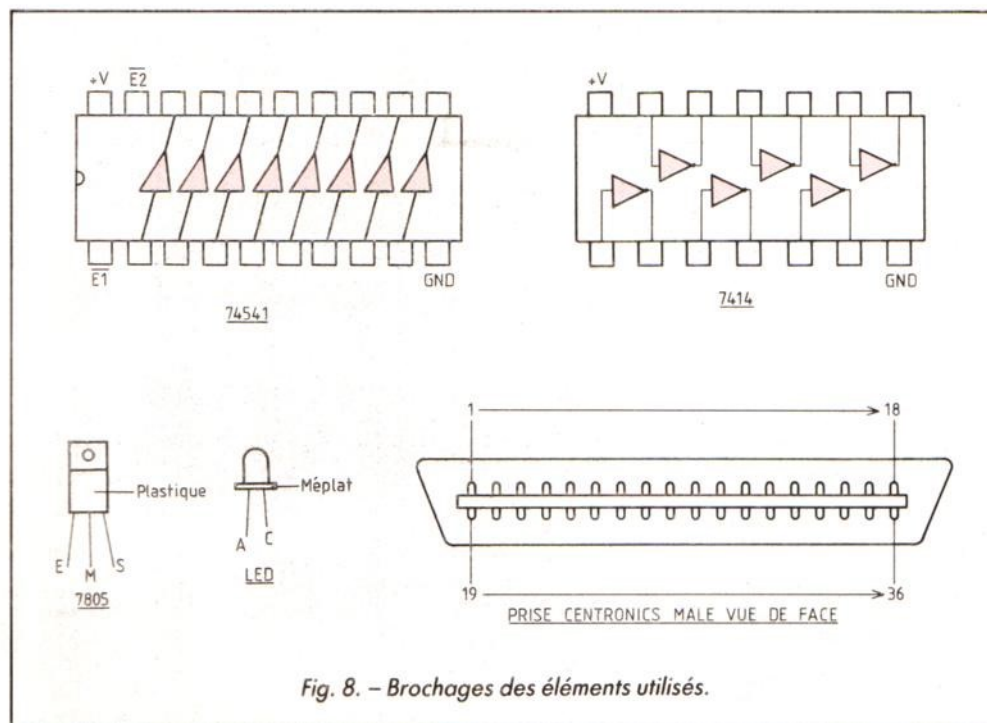 +V E2
E1 GND
74541
+V
GND
7414
Plastique
E M S
7805
Méplat
A C
LED
1 18
19 36
PRISE CENTRONICS MALE VUE DE FACE
Fig. 8. – Brochages des éléments utilisés.